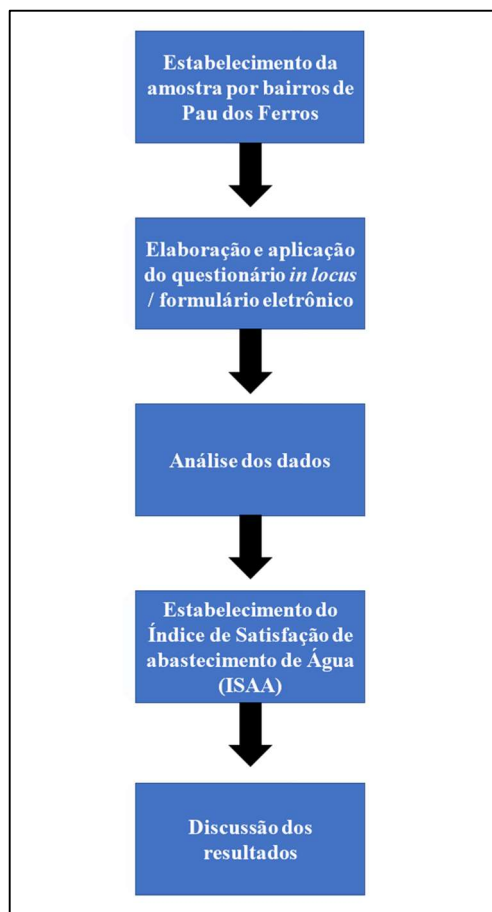 Estabelecimento da
amostra por bairros de
Pau dos Ferros
Elaboração e aplicação
do questionário in locus
/ formulário eletrônico
Análise dos dados
Estabelecimento do
Índice de Satisfação de
abastecimento de Água
(ISAA)
Discussão dos
resultados